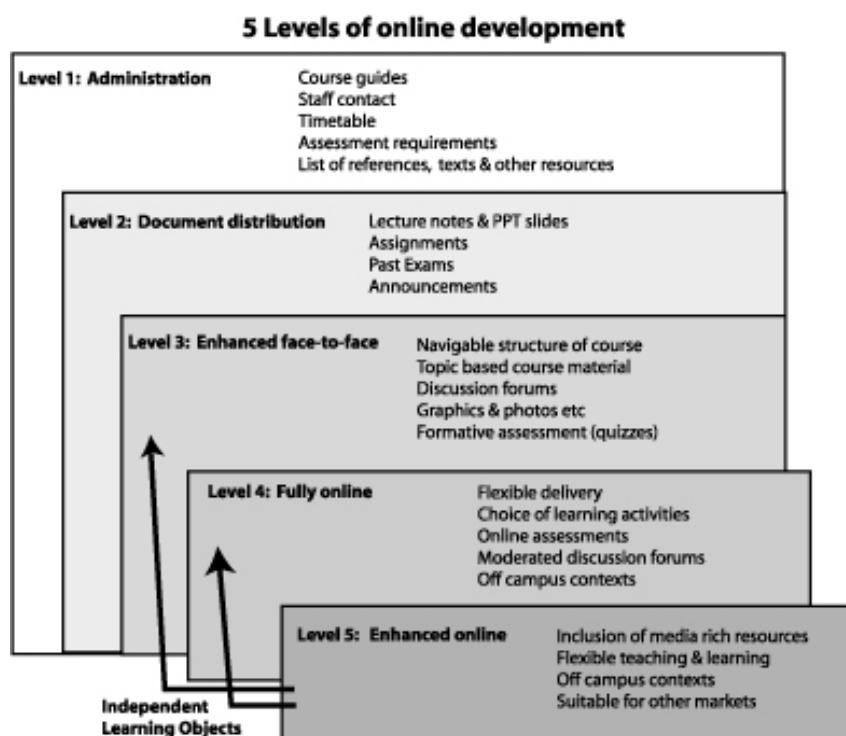 5 Levels of online development
Level 1: Administration
Course guides
Staff contact
Timetable
Assessment requirements
List of references, texts & other resources
Level 2: Document distribution
Lecture notes & PPT slides
Assignments
Past Exams
Announcements
Level 3: Enhanced face-to-face
Navigable structure of course
Topic based course material
Discussion forums
Graphics & photos etc
Formative assessment (quizzes)
Level 4: Fully online
Flexible delivery
Choice of learning activities
Online assessments
Moderated discussion forums
Off campus contexts
Level 5: Enhanced online
Inclusion of media rich resources
Flexible teaching & learning
Off campus contexts
Suitable for other markets
Independent
Learning Objects